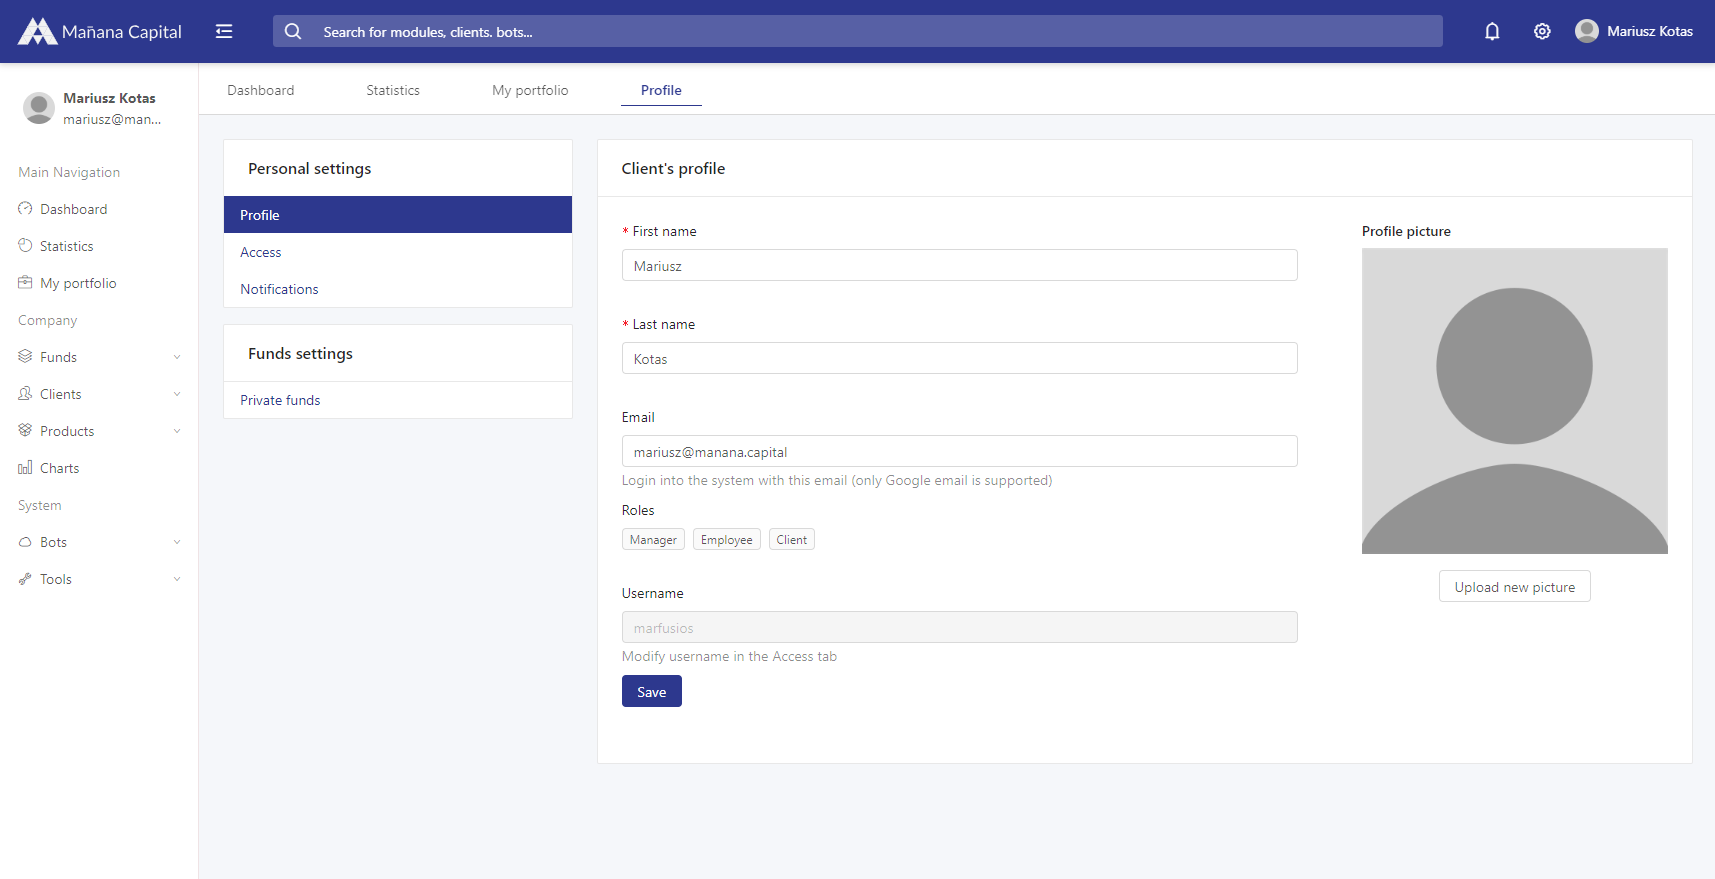 Mañana Capital
Search for modules, clients. bots...
Mariusz Kotas
Mariusz Kotas
mariusz@man...
Main Navigation
Dashboard
Statistics
My portfolio
Company
Funds
Clients
Products
Charts
System
Bots
Tools
Dashboard
Statistics
My portfolio
Profile
Personal settings
Profile
Access
Notifications
Funds settings
Private funds
Client's profile
* First name
Mariusz
* Last name
Kotas
Email
mariusz@manana.capital
Login into the system with this email (only Google email is supported)
Roles
Manager Employee Client
Username
marfusios
Modify username in the Access tab
Save
Profile picture
Upload new picture